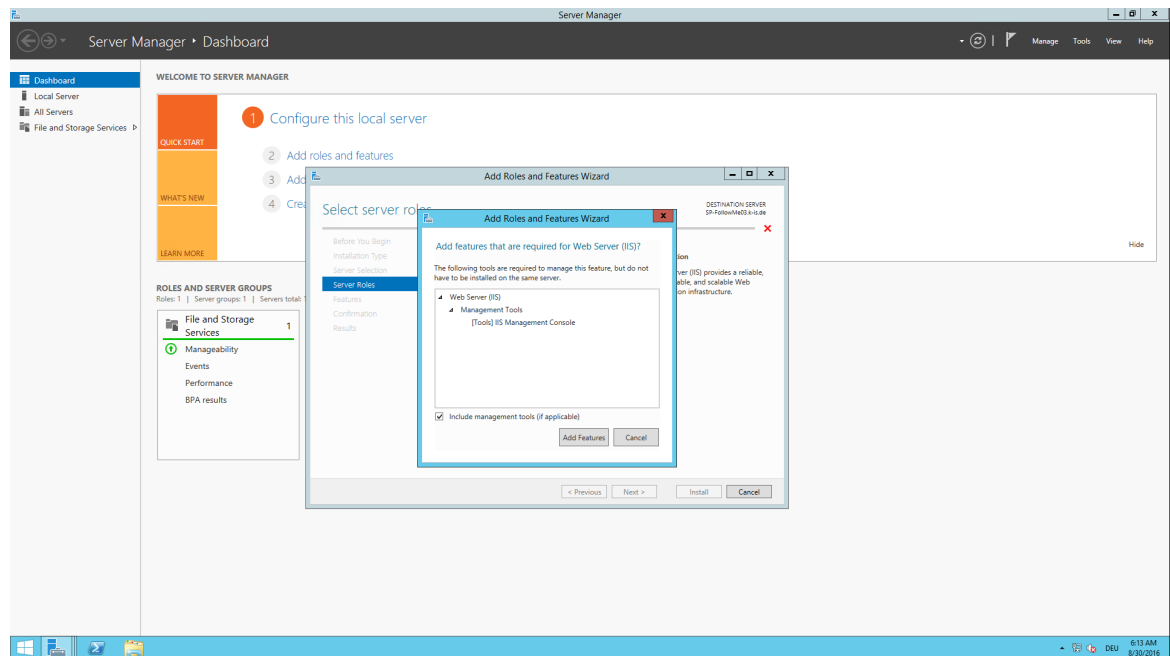 Server Manager
Server Manager • Dashboard
Manage Tools View Help
Dashboard
Local Server
All Servers
File and Storage Services
WELCOME TO SERVER MANAGER
QUICK START
WHAT'S NEW
LEARN MORE
1 Configure this local server
2 Add roles and features
3 Add
4 Crea
Hide
ROLES AND SERVER GROUPS
Roles: 1 | Server groups: 1 | Servers total: 1
File and Storage Services 1
Manageability
Events
Performance
BPA results
Add Roles and Features Wizard
Select server roles
DESTINATION SERVER
SP-FollowMe03.k-is.de
Before You Begin
Installation Type
Server Selection
Server Roles
Features
Confirmation
Results
rver (IIS) provides a reliable,
able, and scalable Web
on infrastructure.
< Previous Next > Install Cancel
Add Roles and Features Wizard
Add features that are required for Web Server (IIS)?
The following tools are required to manage this feature, but do not
have to be installed on the same server.
Web Server (IIS)
Management Tools
[Tools] IIS Management Console
Include management tools (if applicable)
Add Features Cancel
DEU
6:13 AM
8/30/2016